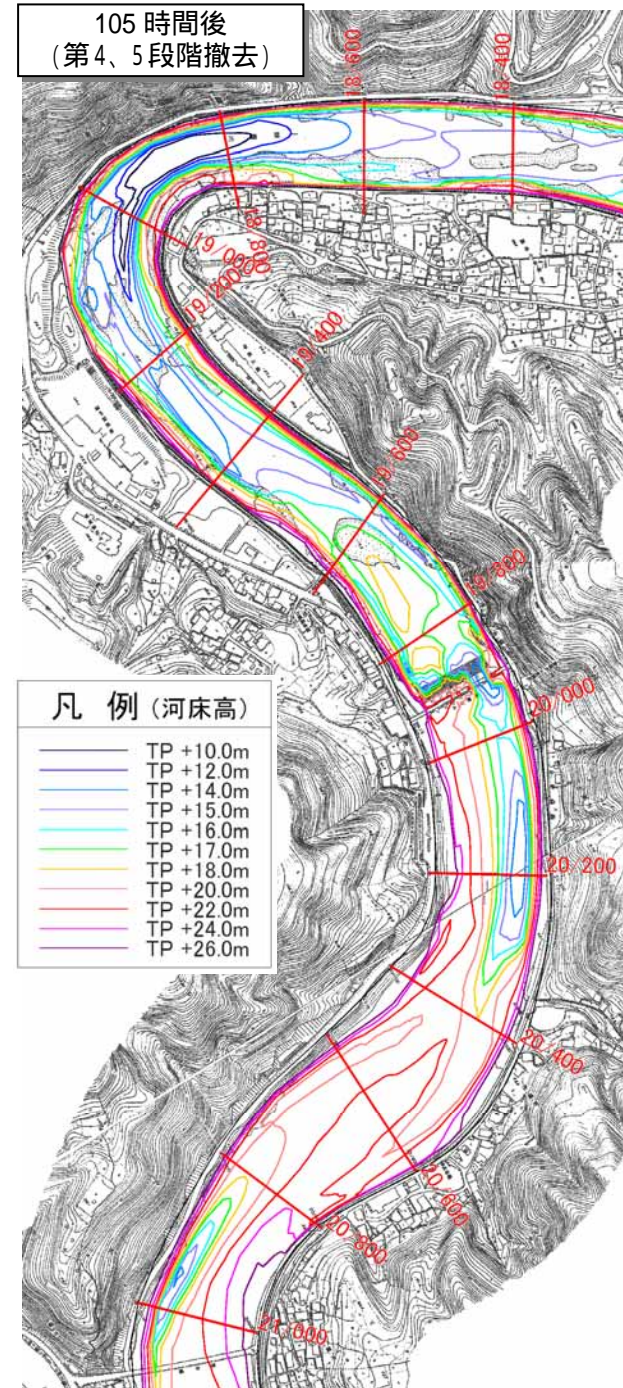 105 時間後
(第4、5段階撤去)
18/600
18/400
18/800
19/000
19/200
19/400
19/600
19/800
凡 例 (河床高)
TP +10.0m
TP +12.0m
TP +14.0m
TP +15.0m
TP +16.0m
TP +17.0m
TP +18.0m
TP +20.0m
TP +22.0m
TP +24.0m
TP +26.0m
20/000
20/200
20/400
20/600
20/800
21/000